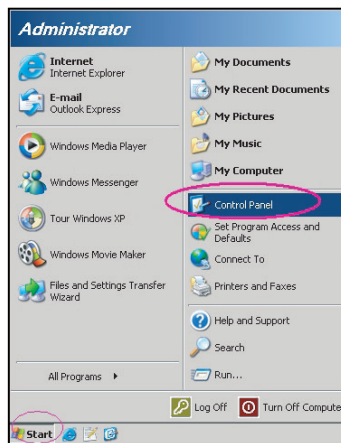 Administrator
Internet
Internet Explorer
E-mail
Outlook Express
Windows Media Player
Windows Messenger
Tour Windows XP
Windows Movie Maker
Files and Settings Transfer
Wizard
All Programs
My Documents
My Recent Documents
My Pictures
My Music
My Computer
Control Panel
Set Program Access and
Defaults
Connect To
Printers and Faxes
Help and Support
Search
Run...
Log Off
Turn Off Compute
Start